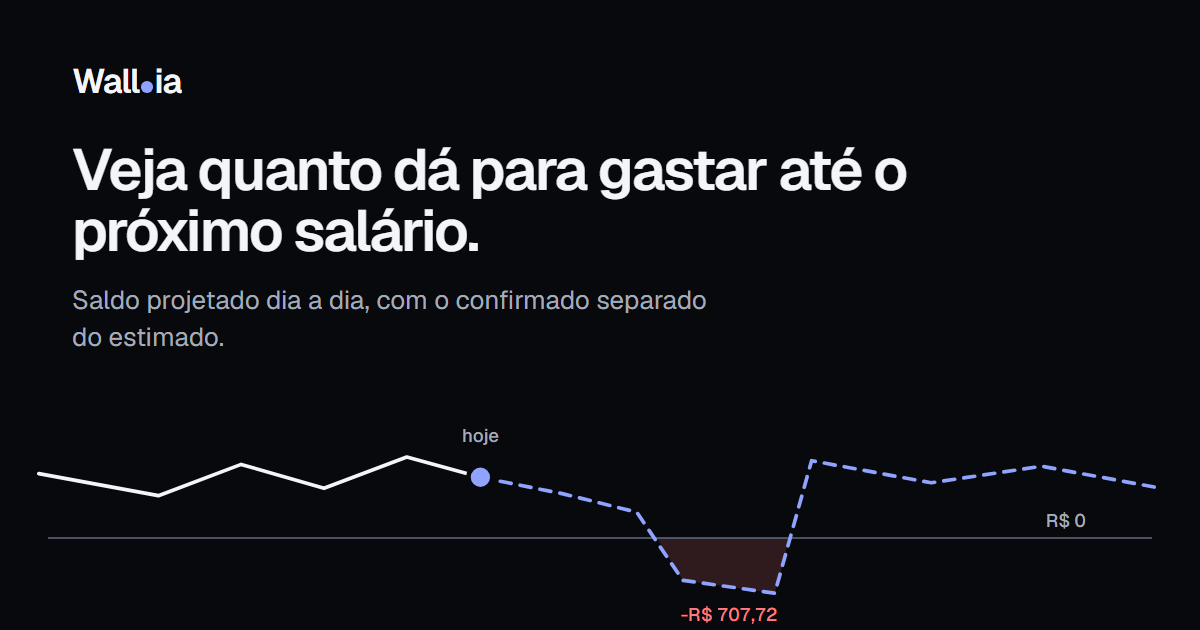 Wall.ia
Veja quanto dá para gastar até o
próximo salário.
Saldo projetado dia a dia, com o confirmado separado
do estimado.
hoje
R$ 0
-R$ 707,72